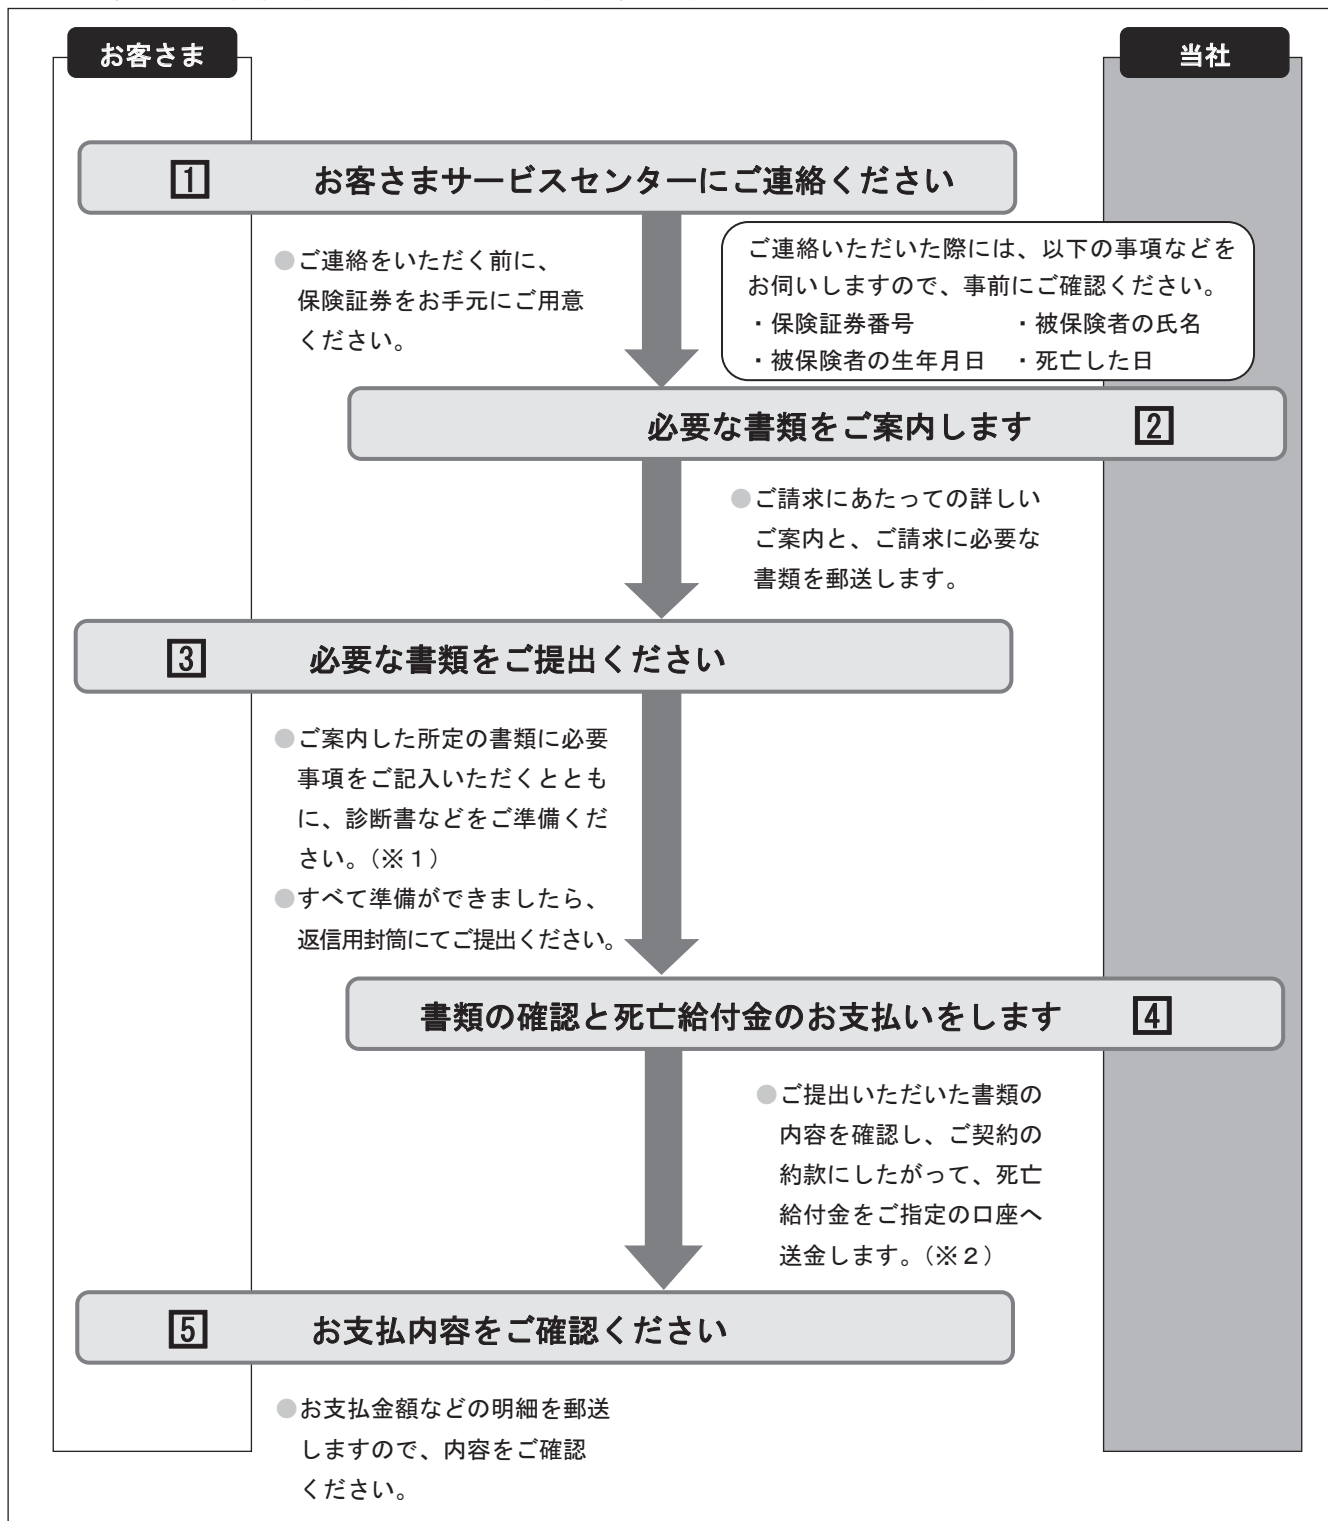 お客さま
当社
1 お客さまサービスセンターにご連絡ください
●ご連絡をいただく前に、
保険証券をお手元にご用意
ください。
ご連絡いただいた際には、以下の事項などを
お伺いしますので、事前にご確認ください。
・保険証券番号 ・被保険者の氏名
・被保険者の生年月日 ・死亡した日
必要な書類をご案内します 2
●ご請求にあたっての詳しい
ご案内と、ご請求に必要な
書類を郵送します。
3 必要な書類をご提出ください
●ご案内した所定の書類に必要
事項をご記入いただくととも
に、診断書などをご準備くだ
さい。(※1)
●すべて準備ができましたら、
返信用封筒にてご提出ください。
書類の確認と死亡給付金のお支払いをします 4
●ご提出いただいた書類の
内容を確認し、ご契約の
約款にしたがって、死亡
給付金をご指定の口座へ
送金します。(※2)
5 お支払内容をご確認ください
●お支払金額などの明細を郵送
しますので、内容をご確認
ください。